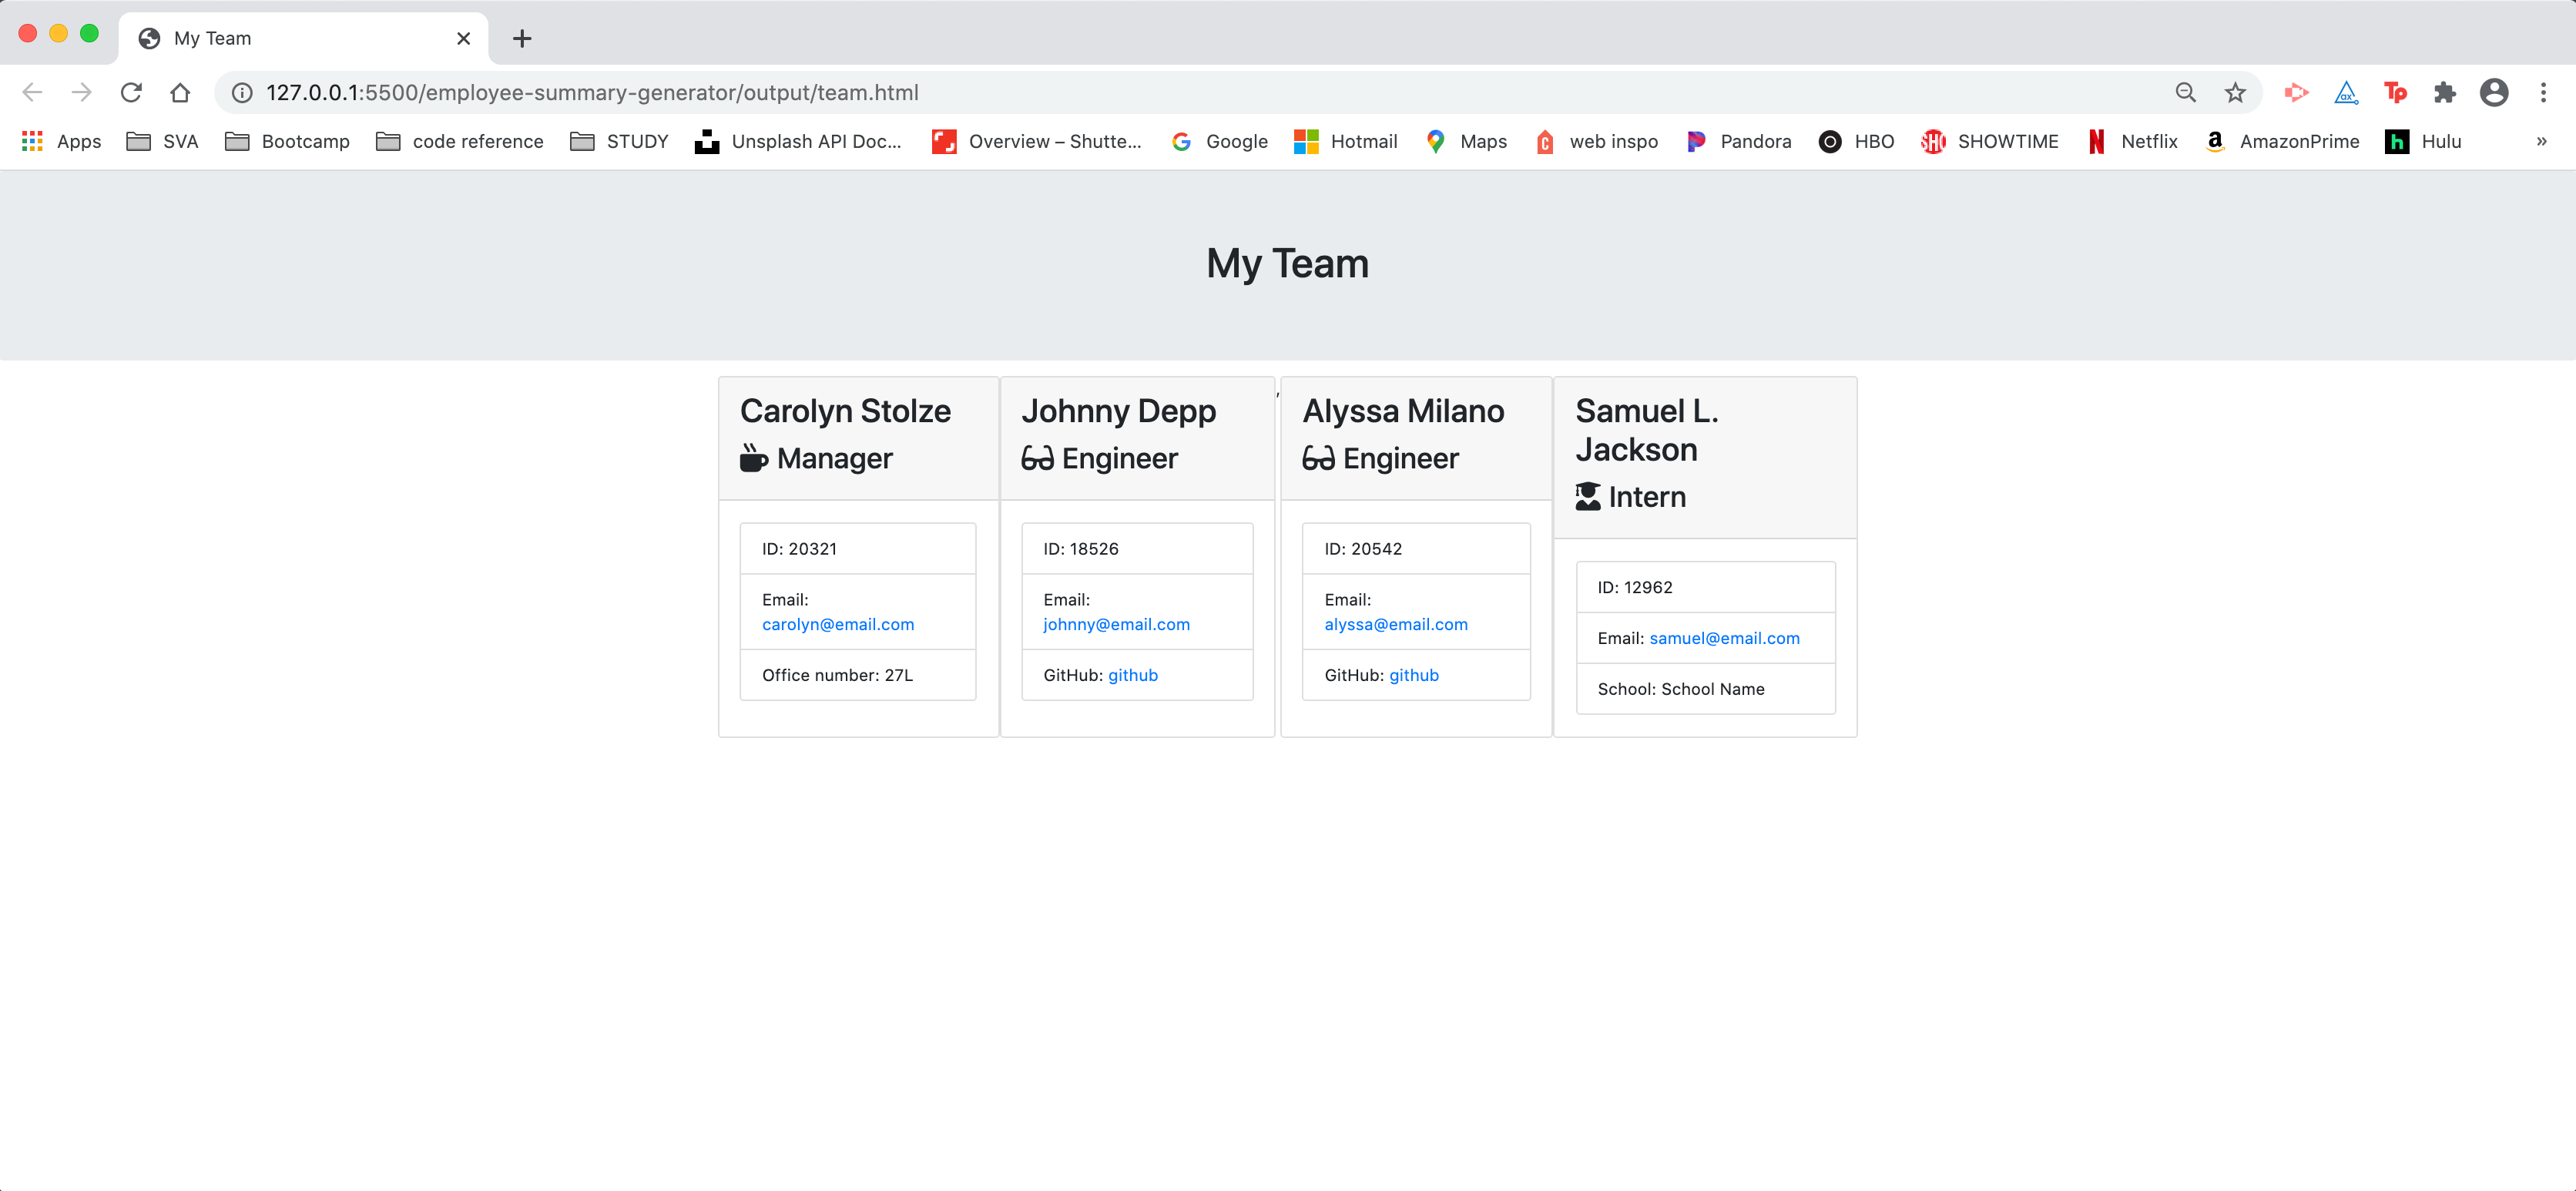 My Team
127.0.0.1:5500/employee-summary-generator/output/team.html
Apps SVA Bootcamp code reference STUDY Unsplash API Doc... Overview – Shutte... Google Hotmail Maps web inspo Pandora HBO SHOWTIME Netflix AmazonPrime Hulu »
My Team
Carolyn Stolze
Manager
ID: 20321
Email:
carolyn@email.com
Office number: 27L
Johnny Depp
Engineer
ID: 18526
Email:
johnny@email.com
GitHub: github
,
Alyssa Milano
Engineer
ID: 20542
Email:
alyssa@email.com
GitHub: github
Samuel L.
Jackson
Intern
ID: 12962
Email: samuel@email.com
School: School Name